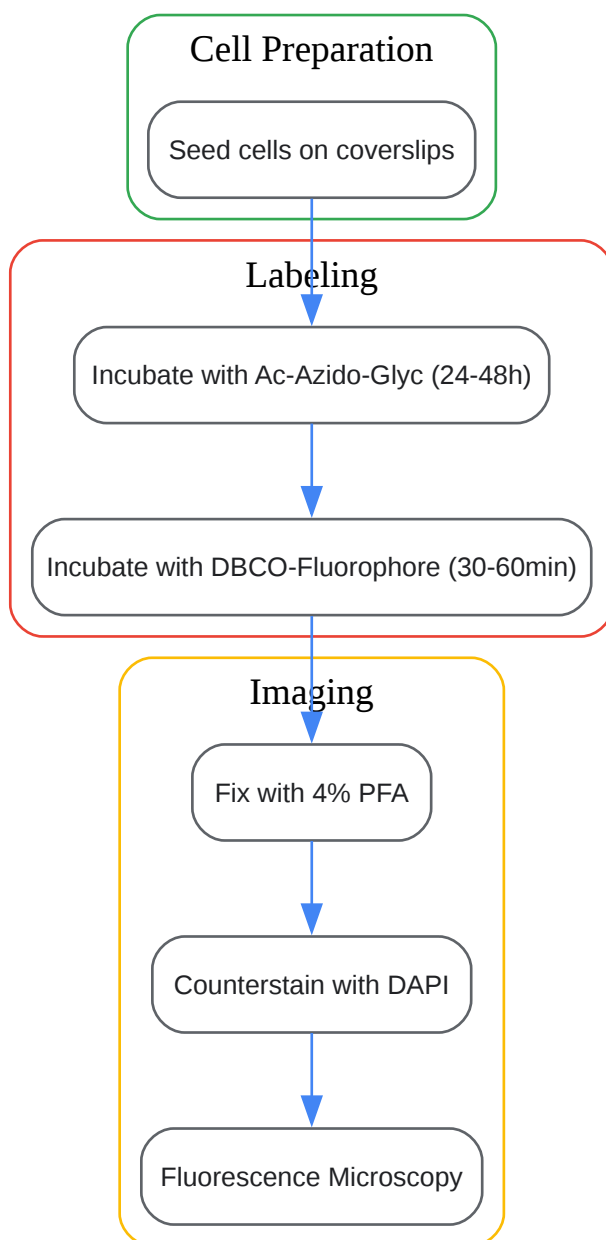 Cell Preparation
Seed cells on coverslips
Labeling
Incubate with Ac-Azido-Glyc (24-48h)
Incubate with DBCO-Fluorophore (30-60min)
Imaging
Fix with 4% PFA
Counterstain with DAPI
Fluorescence Microscopy